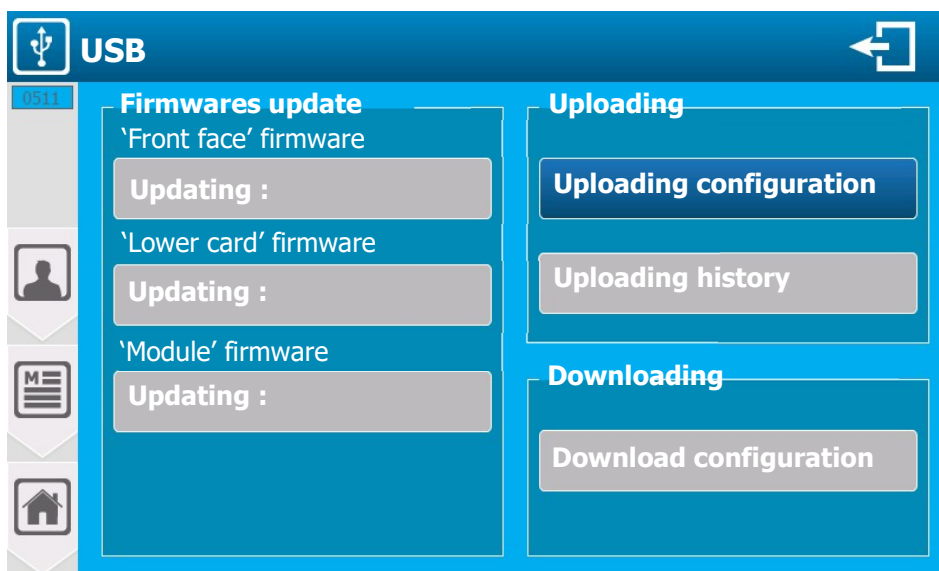 USB
0511
Firmwares update
‘Front face’ firmware
Updating :
‘Lower card’ firmware
Updating :
‘Module’ firmware
Updating :
Uploading
Uploading configuration
Uploading history
Downloading
Download configuration
M